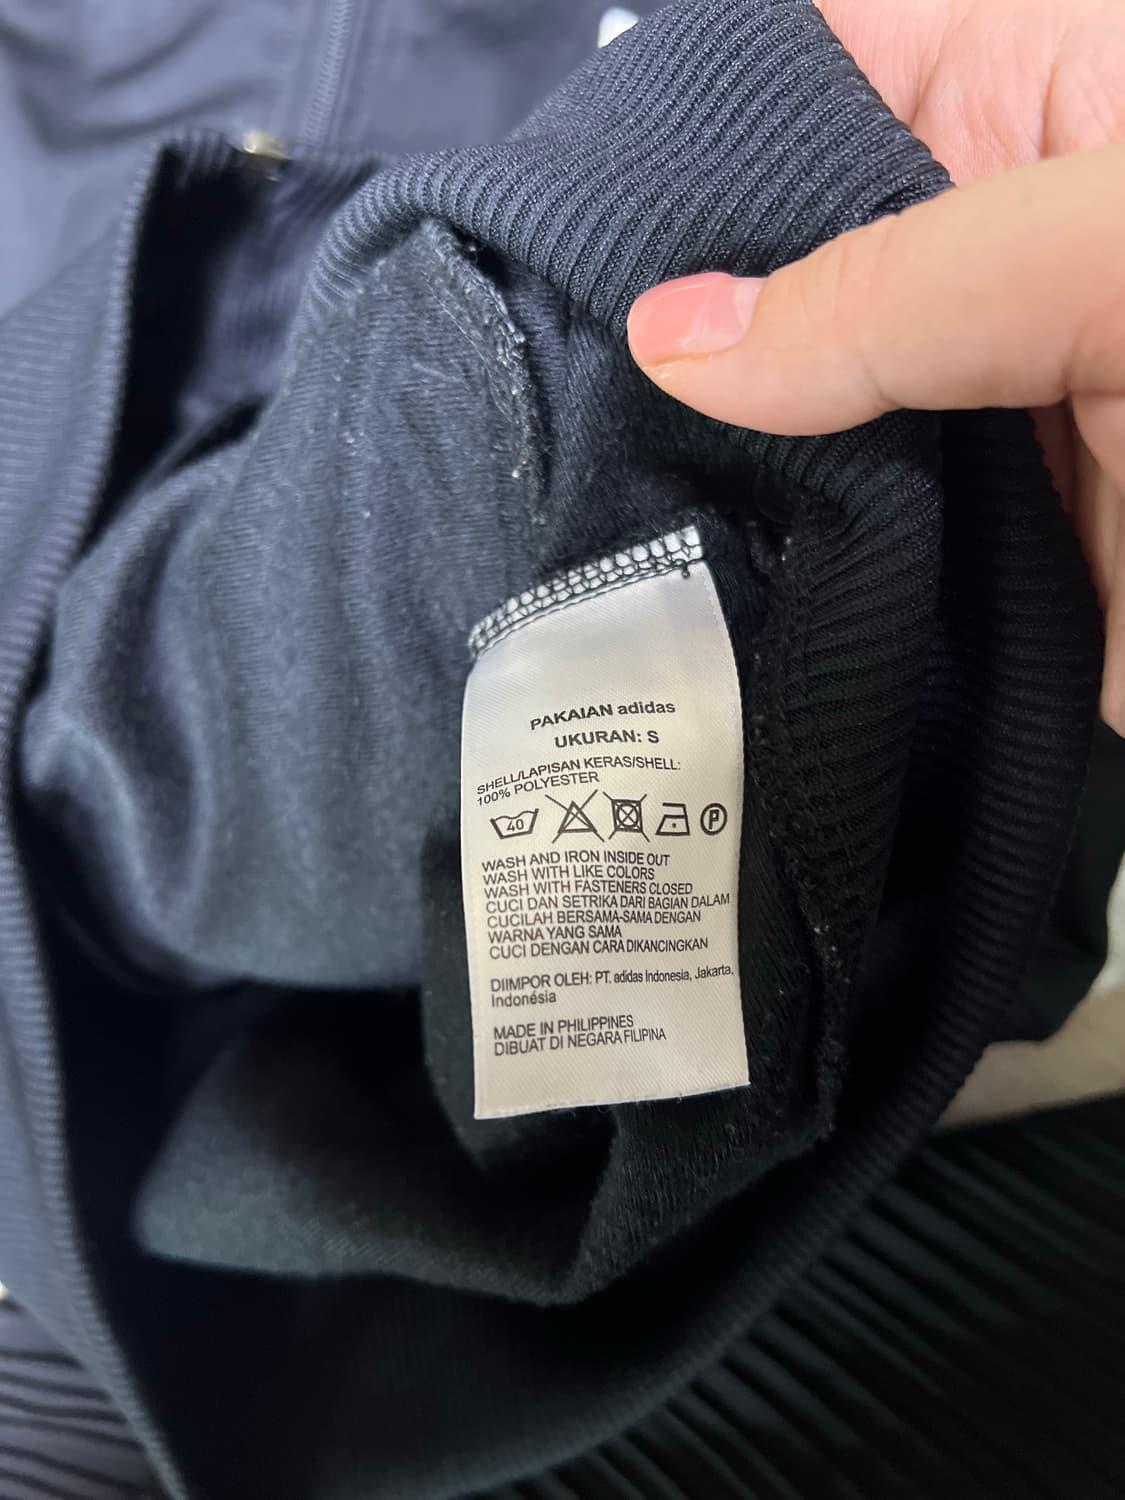 PAKAIAN adidas
UKURAN: S
SHELL/LAPISAN KERAS/SHELL:
100% POLYESTER
40 P
WASH AND IRON INSIDE OUT
WASH WITH LIKE COLORS
WASH WITH FASTENERS CLOSED
CUCI DAN SETRIKA DARI BAGIAN DALAM
CUCILAH BERSAMA-SAMA DENGAN
WARNA YANG SAMA
CUCI DENGAN CARA DIKANCINGKAN
DIIMPOR OLEH: PT. adidas Indonesia, Jakarta,
Indonésia
MADE IN PHILIPPINES
DIBUAT DI NEGARA FILIPINA